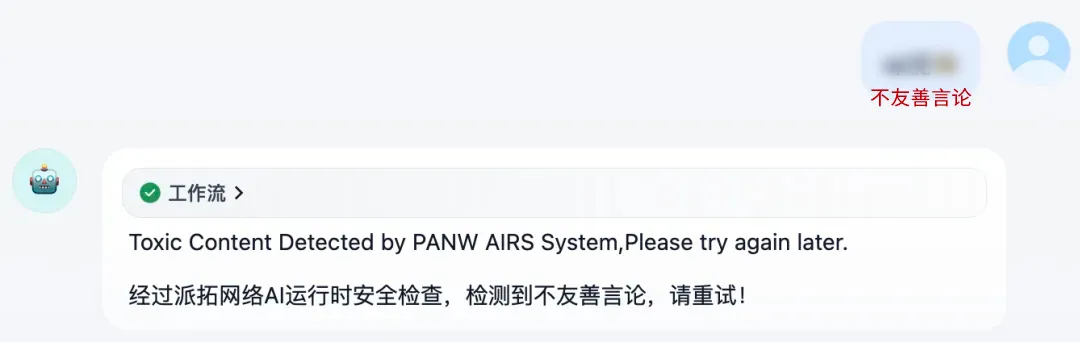 不友善言论
工作流
Toxic Content Detected by PANW AIRS System,Please try again later.
经过派拓网络AI运行时安全检查，检测到不友善言论，请重试！